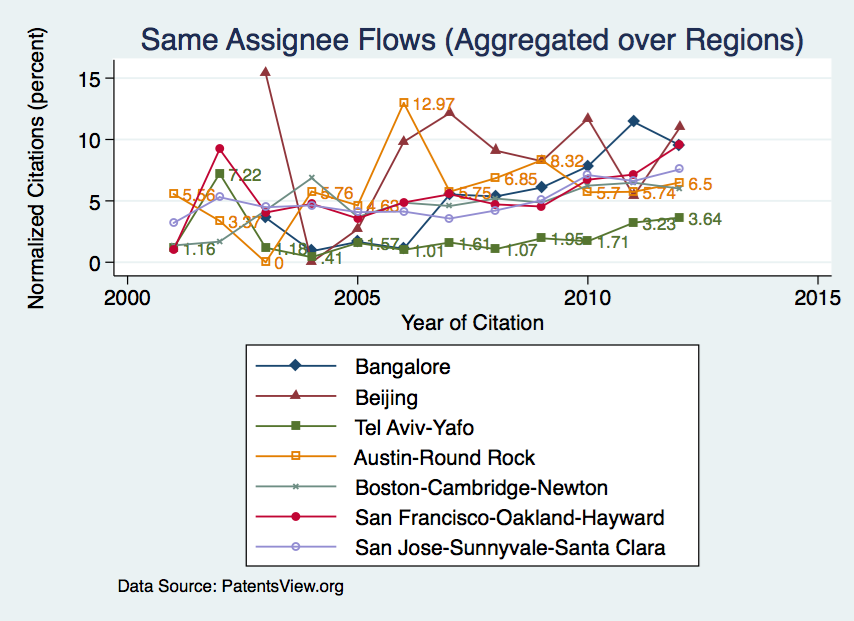 Same Assignee Flows (Aggregated over Regions)
Normalized Citations (percent)
15
10
5
0
5.56 3.37 0 5.76 4.63 12.97 5.75 6.85 8.32 5.7 5.74 6.5
1.16 7.22 1.18 .41 1.57 1.01 1.61 1.07 1.95 1.71 3.23 3.64
2000 2005 2010 2015
Year of Citation
Bangalore
Beijing
Tel Aviv-Yafo
Austin-Round Rock
Boston-Cambridge-Newton
San Francisco-Oakland-Hayward
San Jose-Sunnyvale-Santa Clara
Data Source: PatentsView.org